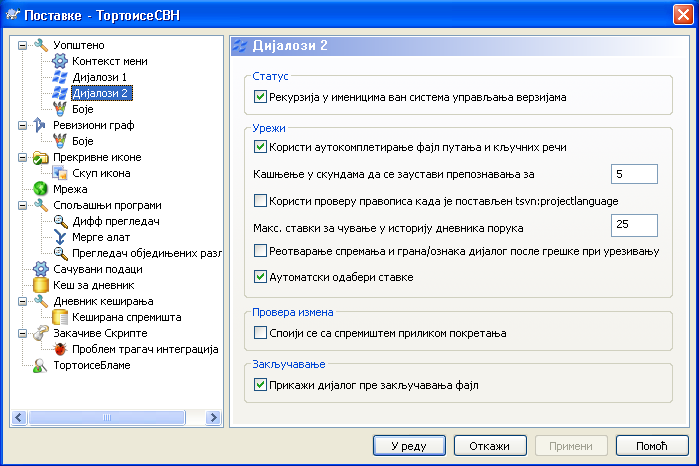 Поставке - ТортоисеСВН
Уопштено
Контекст мени
Дијалози 1
Дијалози 2
Боје
Ревизиони граф
Боје
Прекривне иконе
Скуп икона
Мрежа
Спољашњи програми
Дифф прегледач
Мерге алат
Прегледач обједињених разл
Сачувани подаци
Кеш за дневник
Дневник кеширања
Кеширана спремишта
Закачиве Скрипте
Проблем трагач интеграција
ТортоисеБламе
Дијалози 2
Статус
Рекурзија у именицима ван система управљања верзијама
Урежи
Користи аутокомплетирање фајл путања и кључних речи
Кашњење у скундама да се заустави препознавања за
5
Користи проверу правописа када је постављен tsvn:projectlanguage
Макс. ставки за чување у историју дневника порука
25
Реотварање спремања и грана/ознака дијалог после грешке при урезивању
Аутоматски одабери ставке
Провера измена
Споији се са спремиштем приликом покретања
Закључавање
Прикажи дијалог пре закључавања фајл
У реду
Откажи
Примени
Помоћ